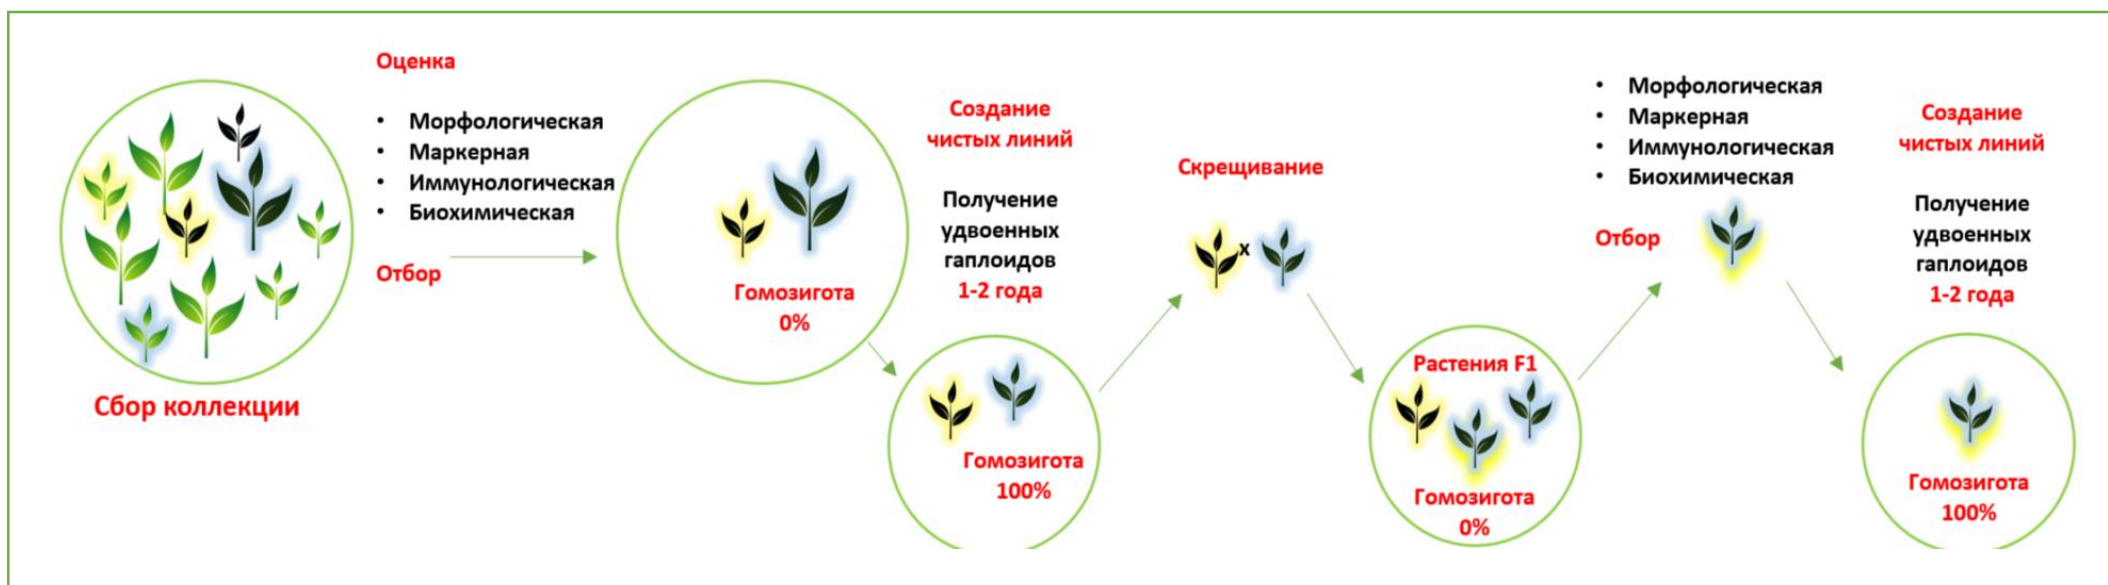 Сбор коллекции
Оценка
• Морфологическая
• Маркерная
• Иммунологическая
• Биохимическая
Отбор
Гомозигота
0%
Создание
чистых линий
Получение
удвоенных
гаплоидов
1-2 года
Гомозигота
100%
Скрещивание
x
Растения F1
Гомозигота
0%
• Морфологическая
• Маркерная
• Иммунологическая
• Биохимическая
Отбор
Создание
чистых линий
Получение
удвоенных
гаплоидов
1-2 года
Гомозигота
100%